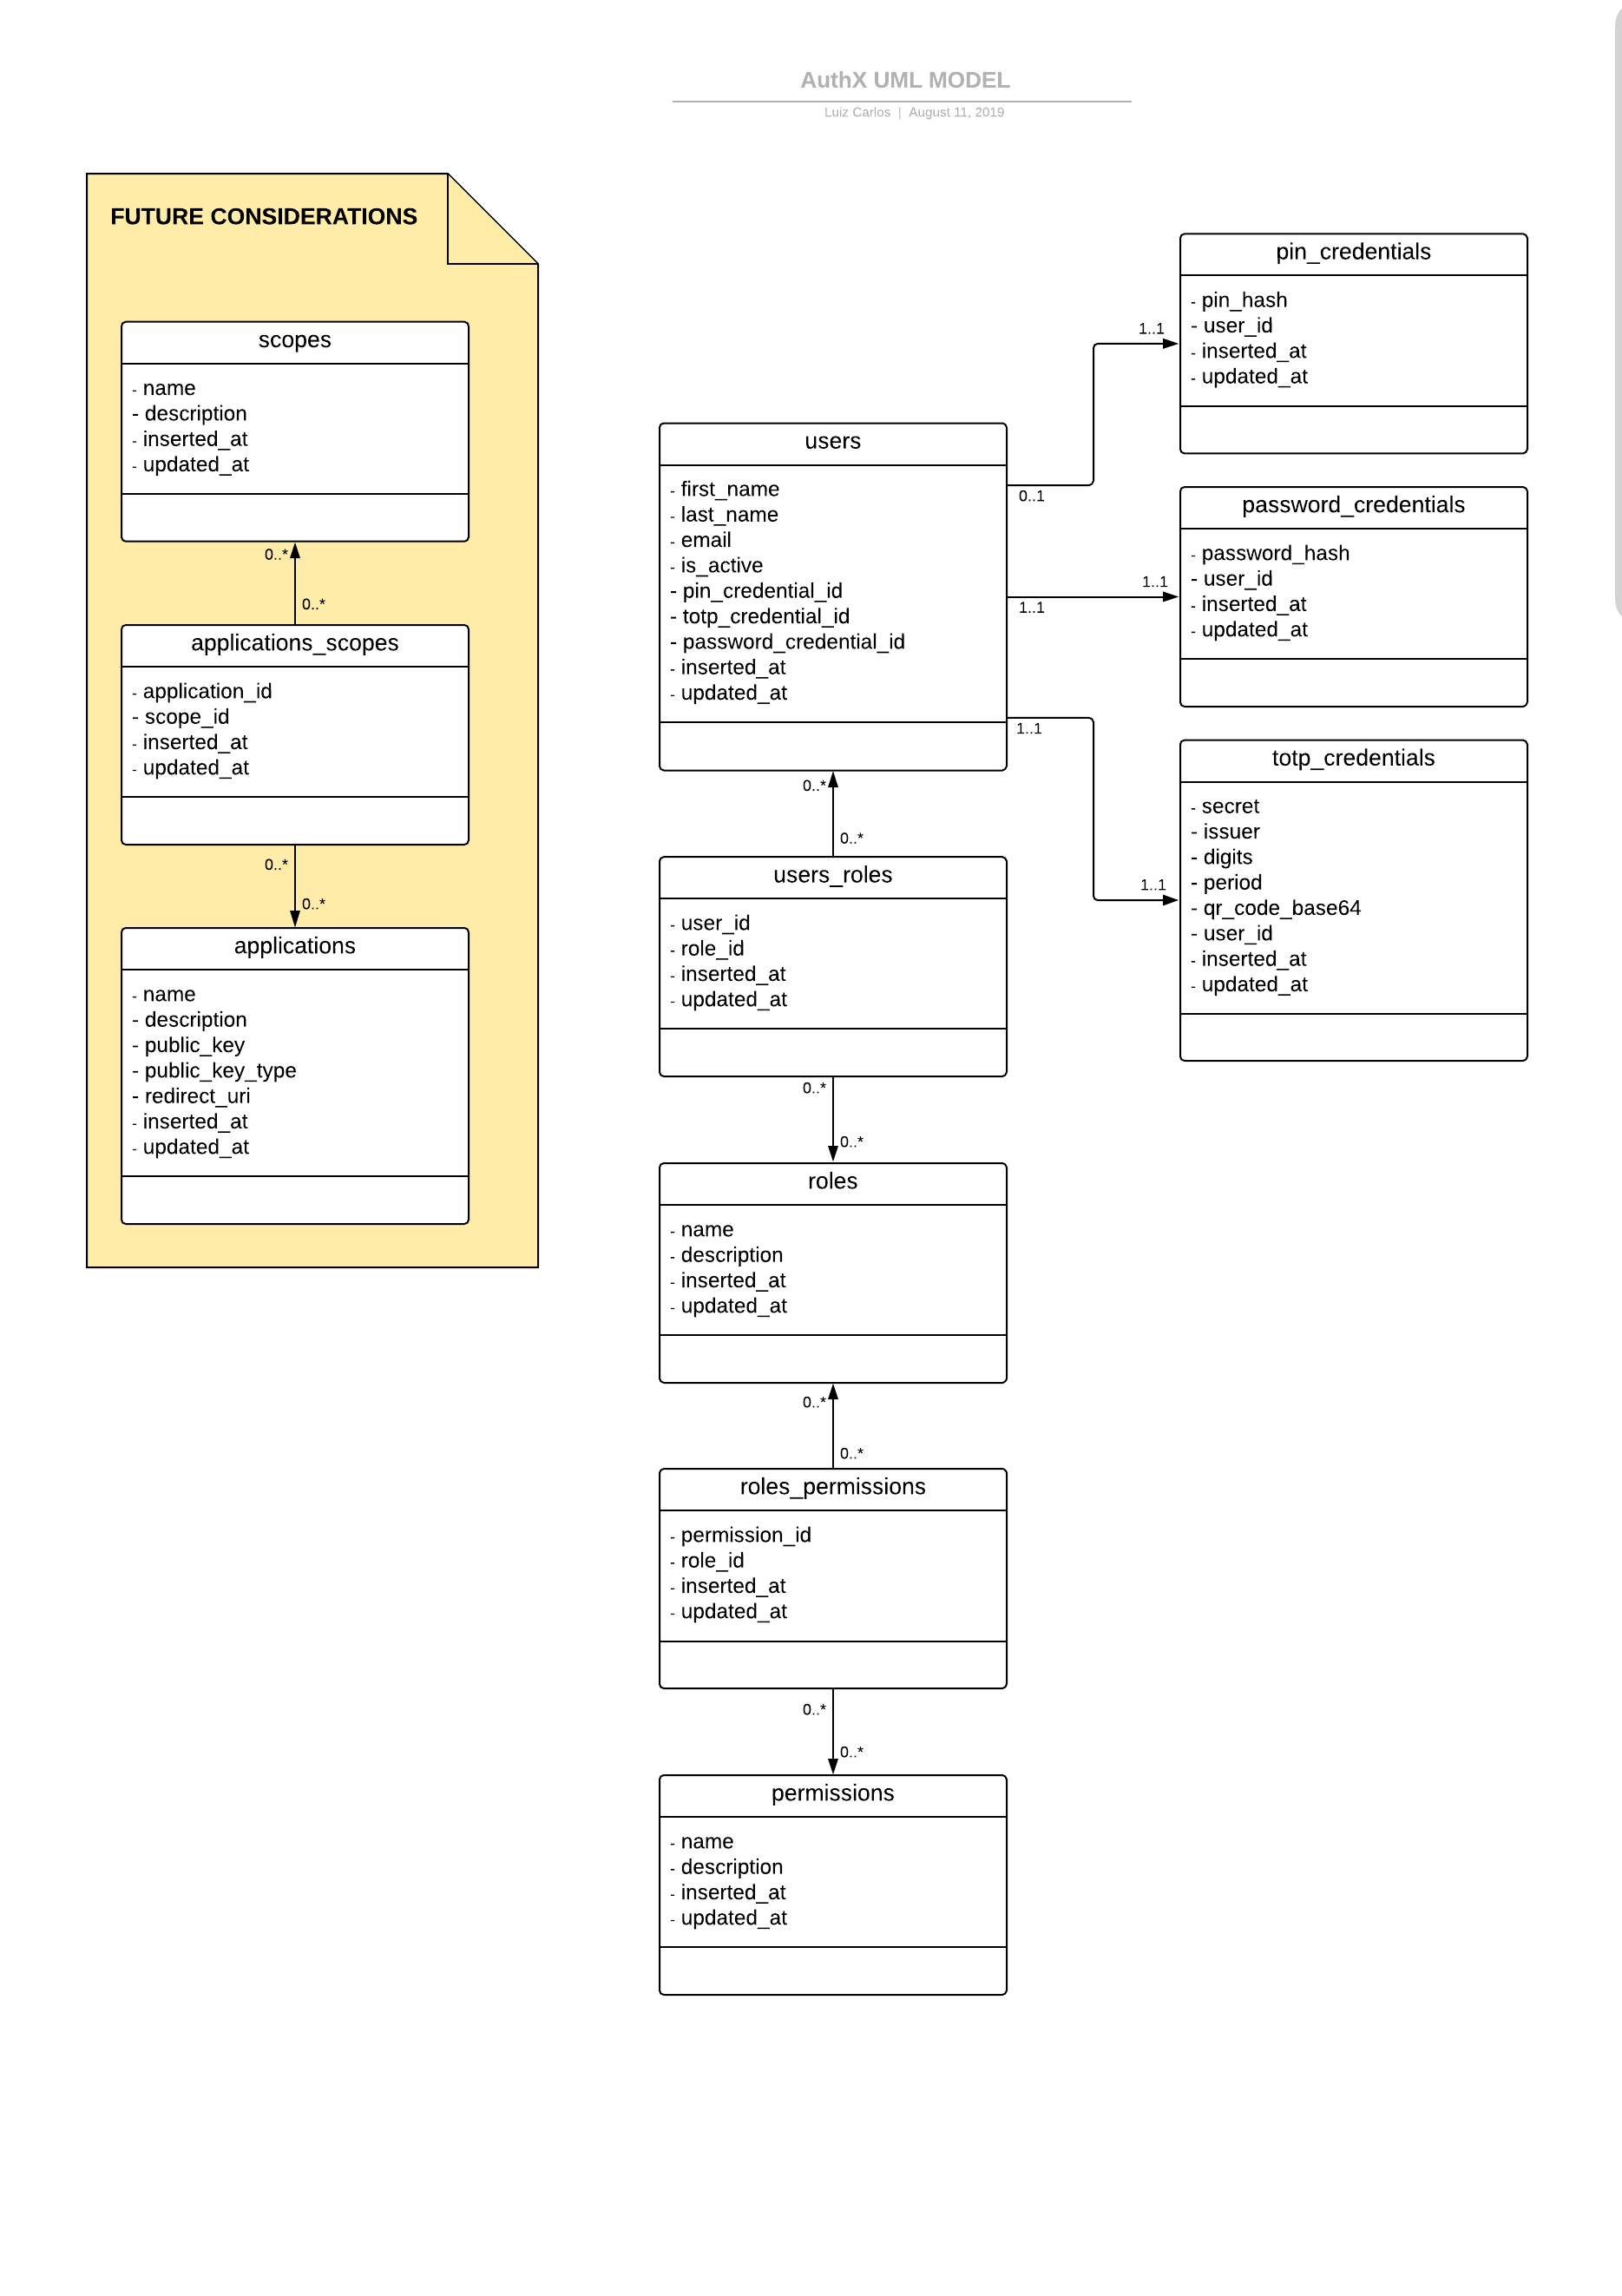 AuthX UML MODEL
Luiz Carlos | August 11, 2019
FUTURE CONSIDERATIONS
scopes
- name
- description
- inserted_at
- updated_at
0..*
0..*
applications_scopes
- application_id
- scope_id
- inserted_at
- updated_at
0..*
0..*
applications
- name
- description
- public_key
- public_key_type
- redirect_uri
- inserted_at
- updated_at
users
- first_name
- last_name
- email
- is_active
- pin_credential_id
- totp_credential_id
- password_credential_id
- inserted_at
- updated_at
0..1
1..1
1..1
1..1
1..1
1..1
pin_credentials
- pin_hash
- user_id
- inserted_at
- updated_at
password_credentials
- password_hash
- user_id
- inserted_at
- updated_at
totp_credentials
- secret
- issuer
- digits
- period
- qr_code_base64
- user_id
- inserted_at
- updated_at
0..*
0..*
users_roles
- user_id
- role_id
- inserted_at
- updated_at
0..*
0..*
roles
- name
- description
- inserted_at
- updated_at
0..*
0..*
roles_permissions
- permission_id
- role_id
- inserted_at
- updated_at
0..*
0..*
permissions
- name
- description
- inserted_at
- updated_at